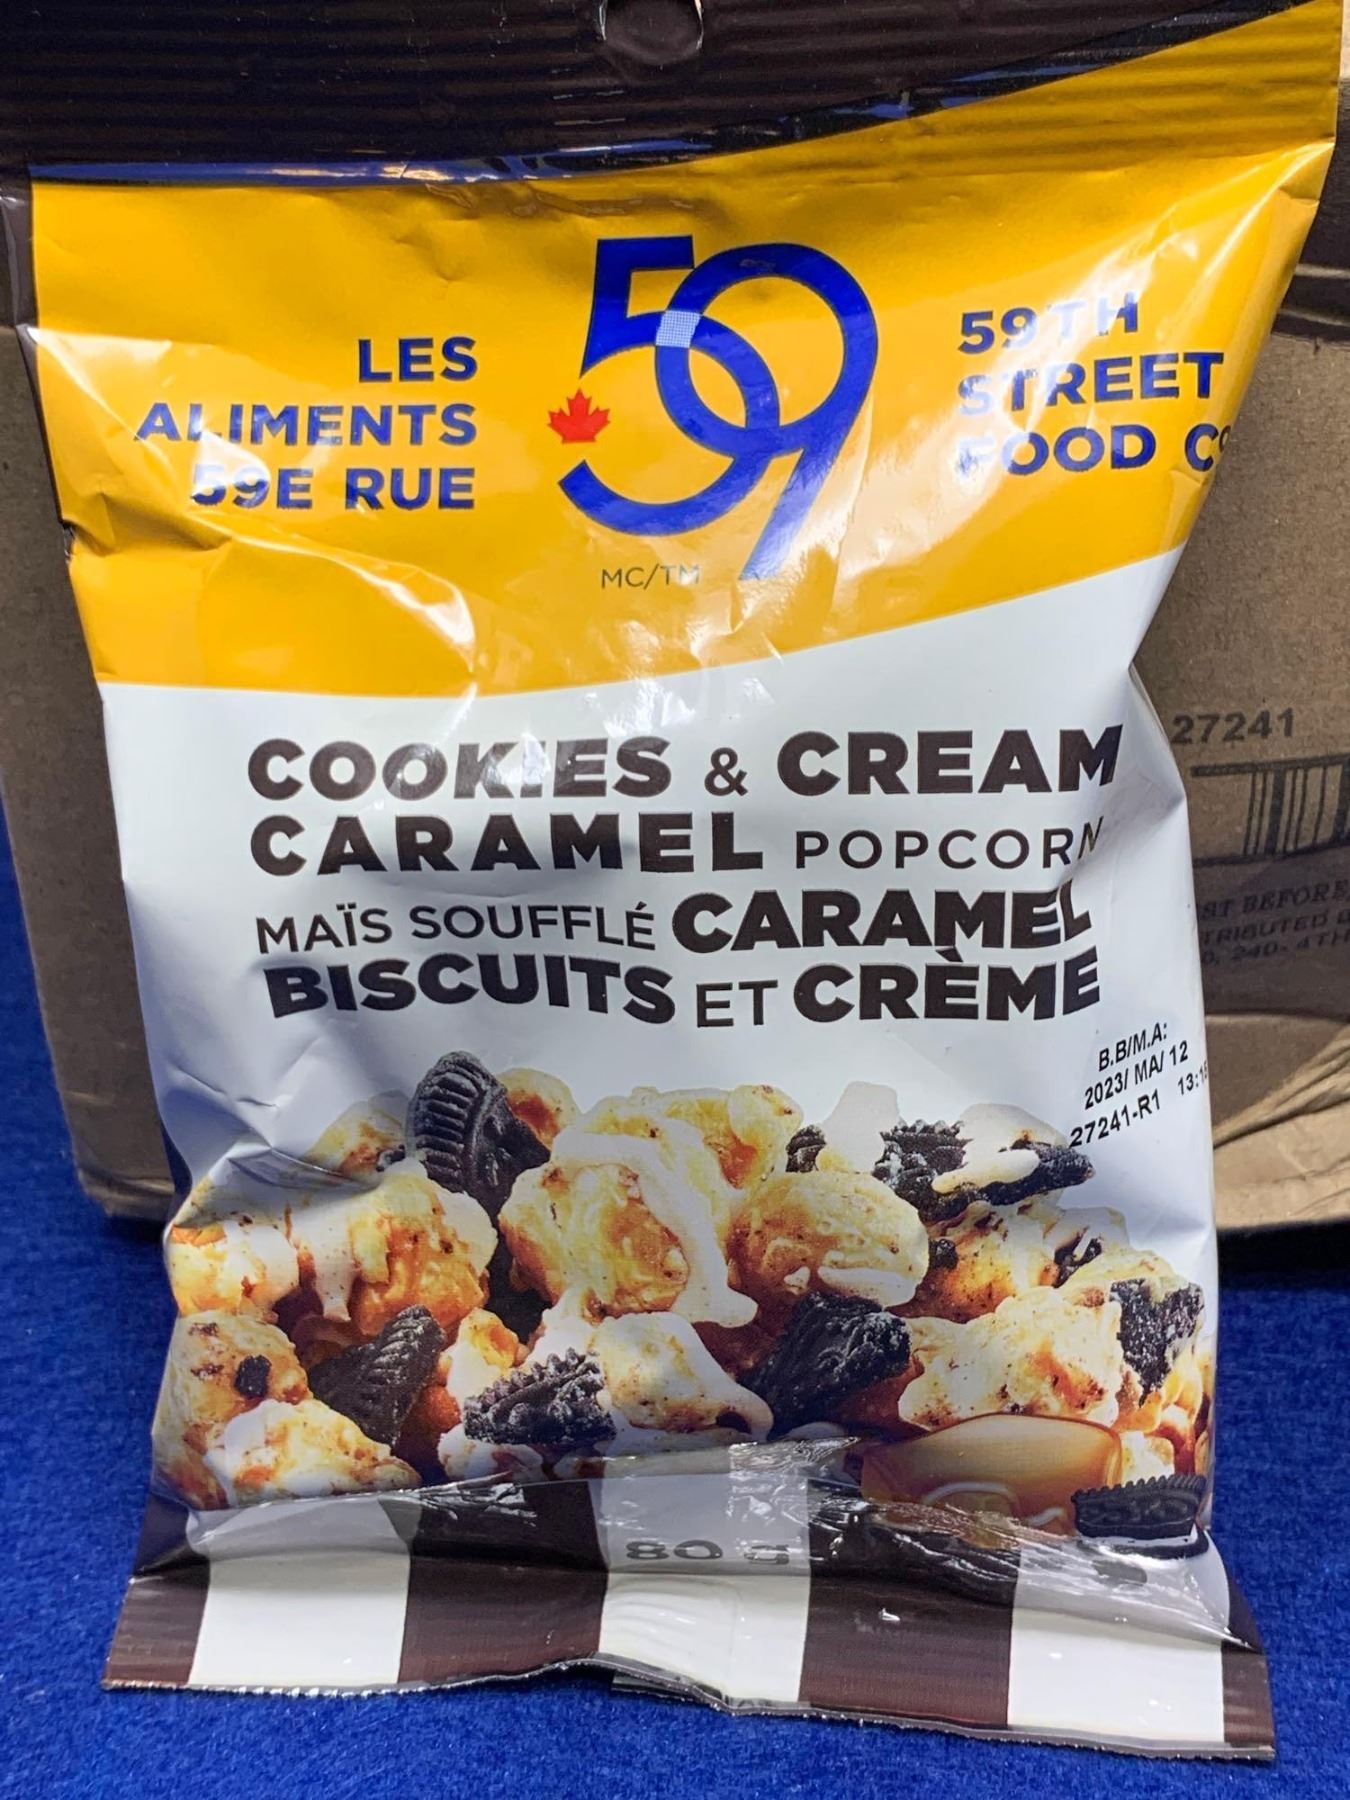 LES
ALIMENTS
59E RUE
59
MC/TM
59TH
STREET
FOOD Cº
COOKIES & CREAM
CARAMEL POPCORN
MAÏS SOUFFLÉ CARAMEL
BISCUITS ET CRÈME
B.B/M.A:
2023/ MA/ 12
27241-R1
80 g
27241
BEFORE